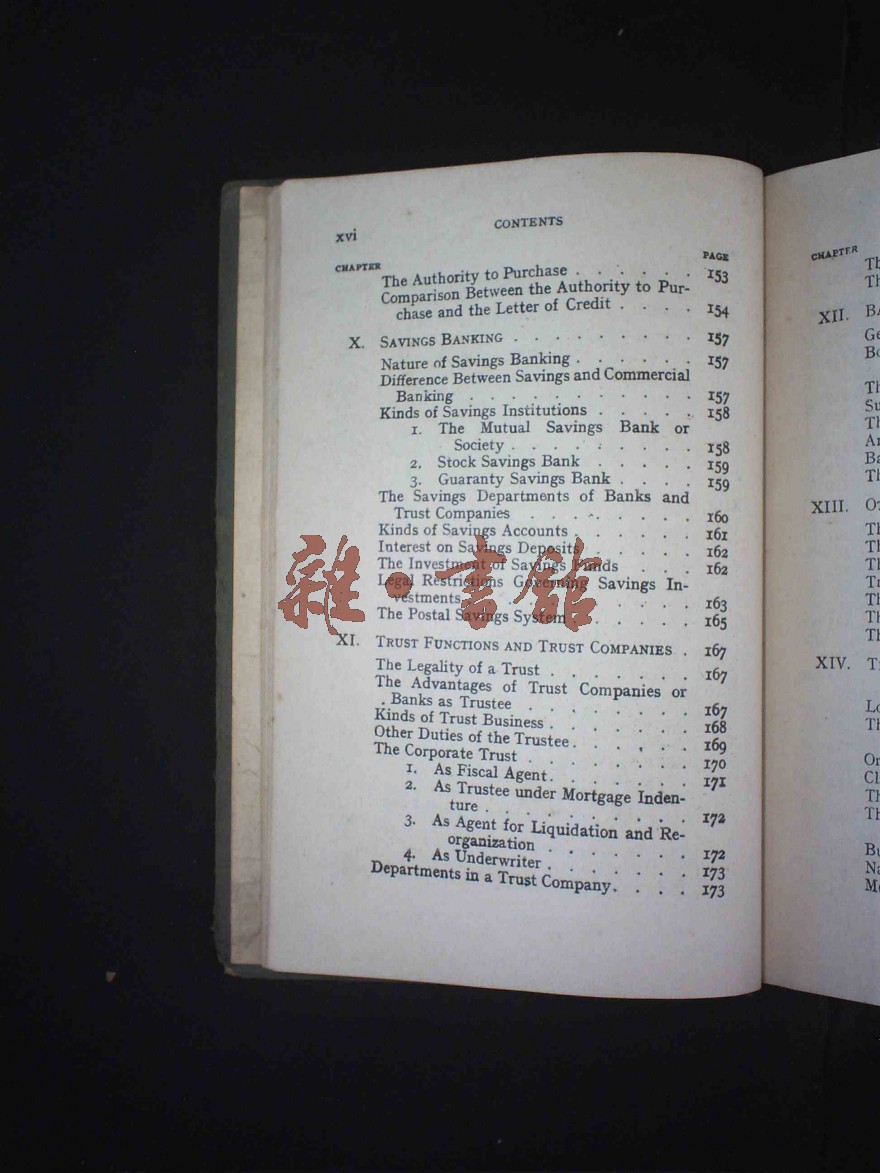 xvi
CONTENTS
CHAPTER
PAGE
The Authority to Purchase . . . . . . 153
Comparison Between the Authority to Pur-
chase and the Letter of Credit . . . . 154
X. SAVINGS BANKING . . . . . . . . . 157
Nature of Savings Banking . . . . . . 157
Difference Between Savings and Commercial
Banking . . . . . . . . . . . 157
Kinds of Savings Institutions . . . . . 158
1. The Mutual Savings Bank or
Society . . . . . . . . . 158
2. Stock Savings Bank . . . . . 159
3. Guaranty Savings Bank . . . . 159
The Savings Departments of Banks and
Trust Companies . . . . . . . . 160
Kinds of Savings Accounts . . . . . . 161
Interest on Savings Deposits . . . . . 162
The Investment of Savings Funds . . . 162
Legal Restrictions Governing Savings In-
vestments . . . . . . . . . . 163
The Postal Savings System . . . . . . 165
XI. TRUST FUNCTIONS AND TRUST COMPANIES . 167
The Legality of a Trust . . . . . . . 167
The Advantages of Trust Companies or
Banks as Trustee . . . . . . . . 167
Kinds of Trust Business . . . . . . . 168
Other Duties of the Trustee . . . . . . 169
The Corporate Trust . . . . . . . . 170
1. As Fiscal Agent . . . . . . . 171
2. As Trustee under Mortgage Inden-
ture . . . . . . . . . . 172
3. As Agent for Liquidation and Re-
organization . . . . . . . 172
4. As Underwriter . . . . . . . 173
Departments in a Trust Company . . . . 173
雜·書館
CHAPTER
XII.
XIII.
XIV.